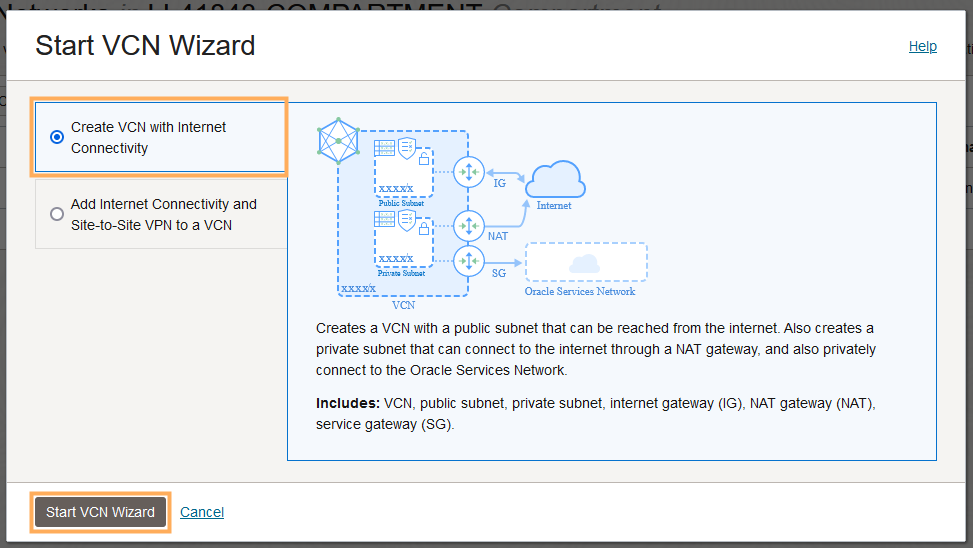 Start VCN Wizard
Help
Create VCN with Internet
Connectivity
Add Internet Connectivity and
Site-to-Site VPN to a VCN
X.X.X.X/X
Public Subnet
IG
Internet
NAT
X.X.X.X/X
Private Subnet
SG
X.X.X.X/X
VCN
Oracle Services Network
Creates a VCN with a public subnet that can be reached from the internet. Also creates a
private subnet that can connect to the internet through a NAT gateway, and also privately
connect to the Oracle Services Network.
Includes: VCN, public subnet, private subnet, internet gateway (IG), NAT gateway (NAT),
service gateway (SG).
Start VCN Wizard
Cancel